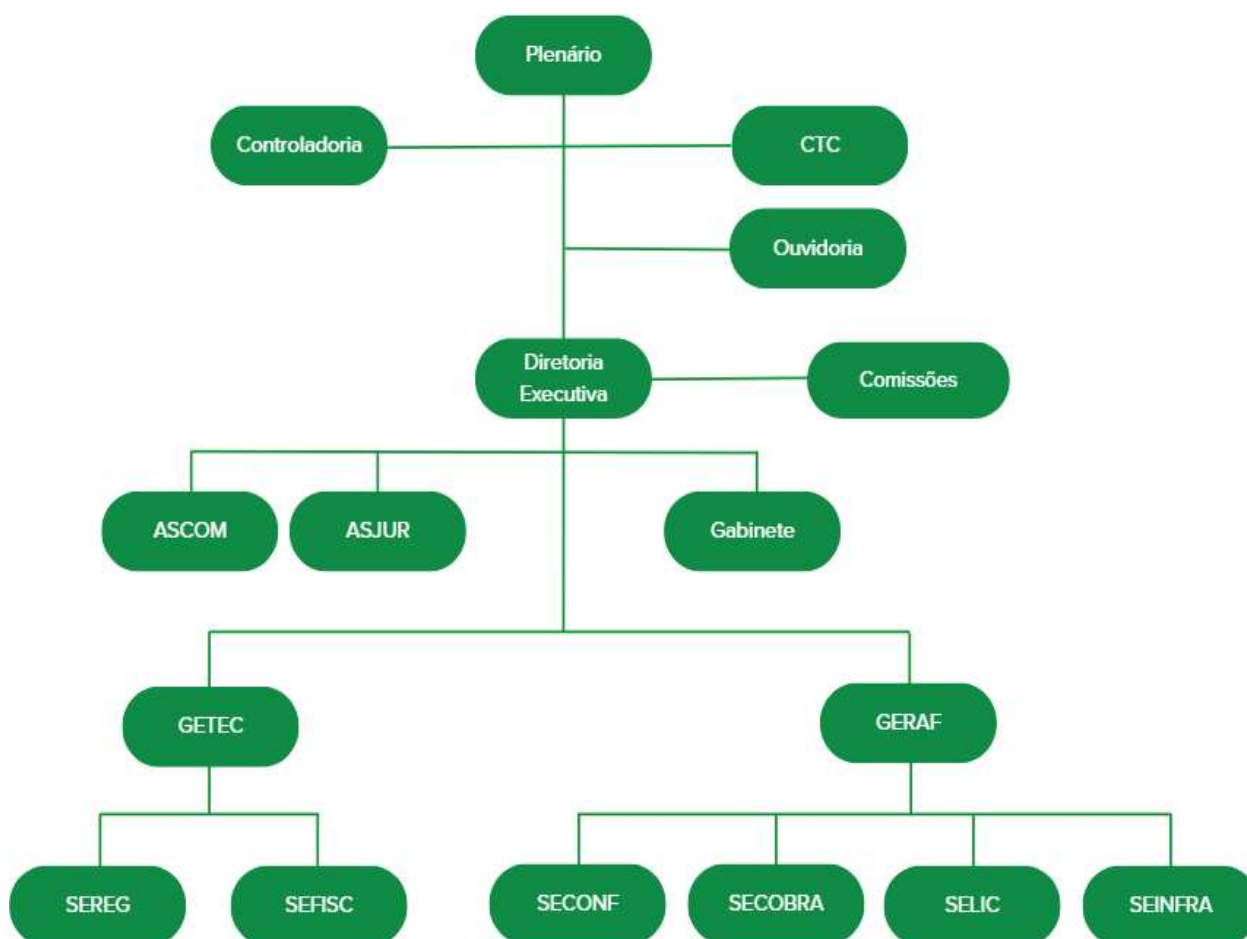 Plenário
Controladoria
CTC
Ouvidoria
Diretoria
Executiva
Comissões
ASCOM
ASJUR
Gabinete
GETEC
GERAF
SEREG
SEFISC
SECONF
SECOBRA
SELIC
SEINFRA